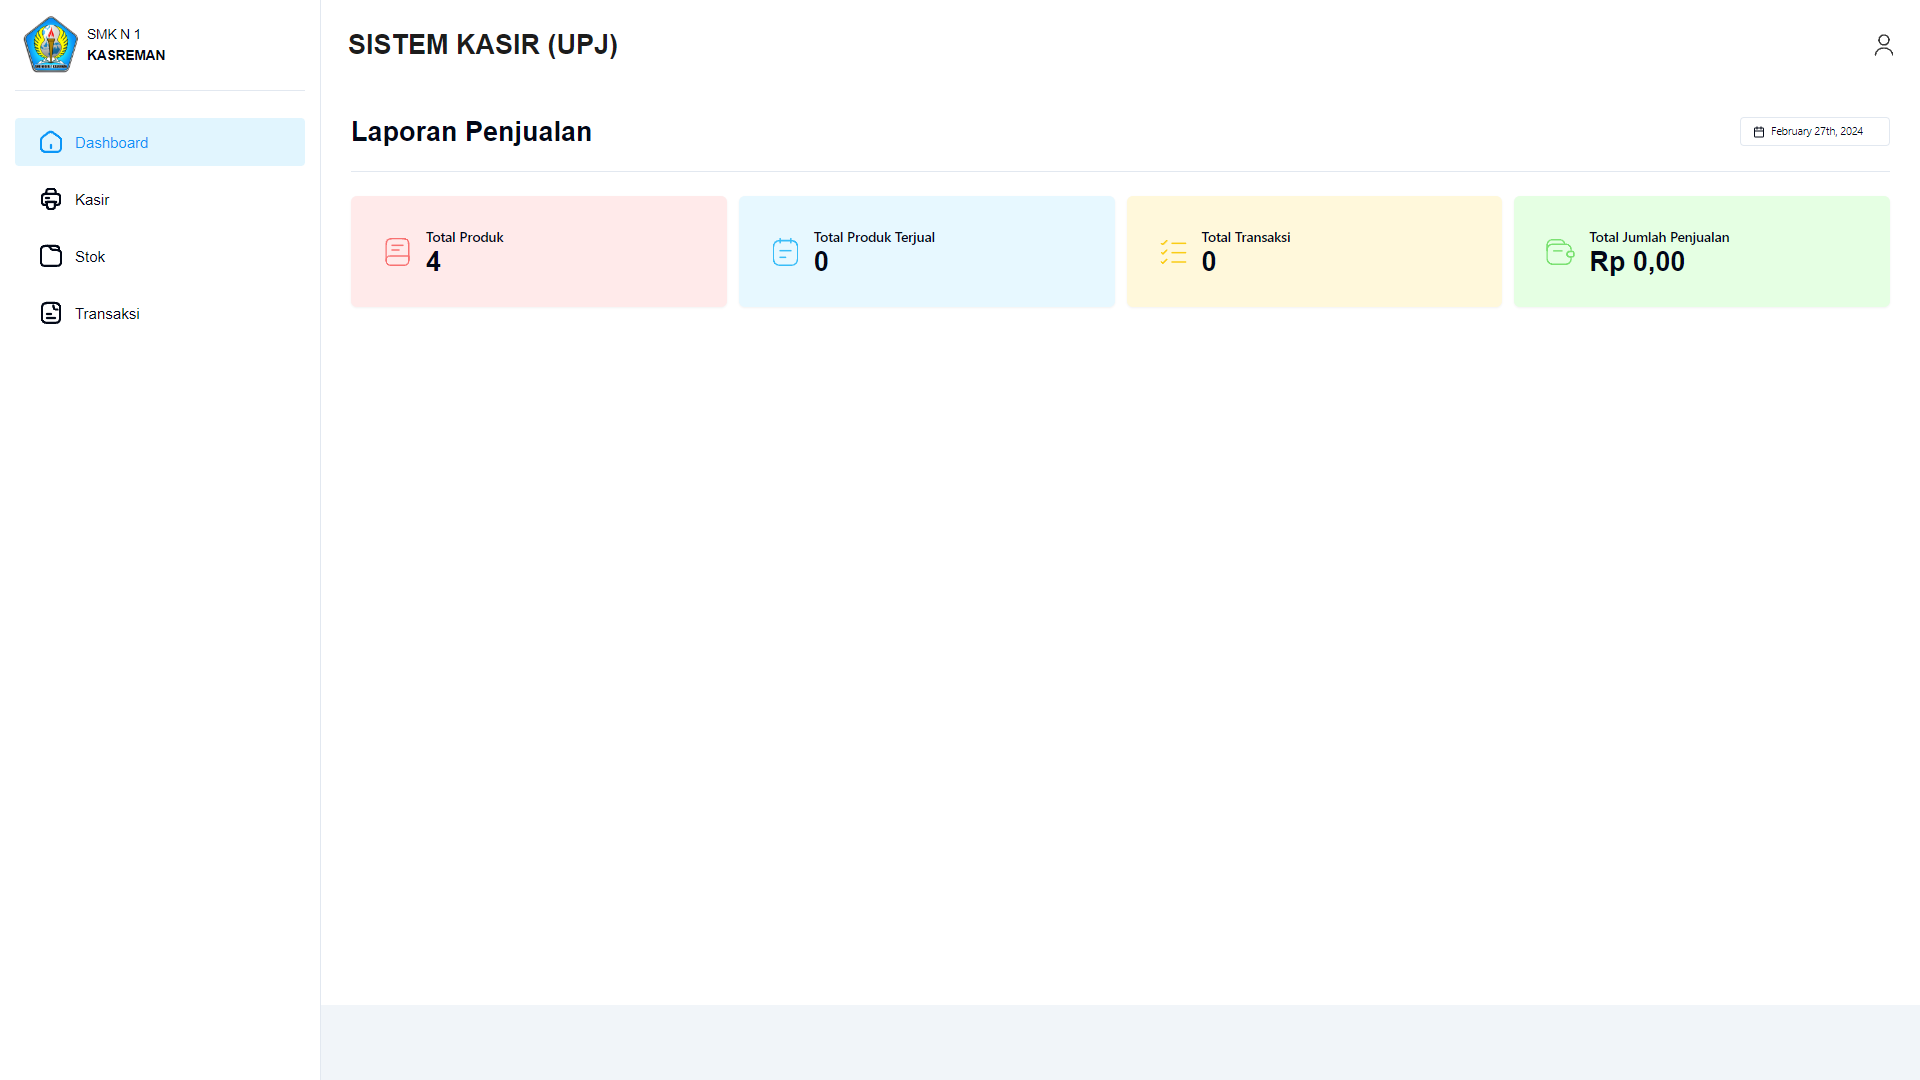 SMK N 1
KASREMAN
SISTEM KASIR (UPJ)
Dashboard
Kasir
Stok
Transaksi
Laporan Penjualan
February 27th, 2024
Total Produk
4
Total Produk Terjual
0
Total Transaksi
0
Total Jumlah Penjualan
Rp 0,00